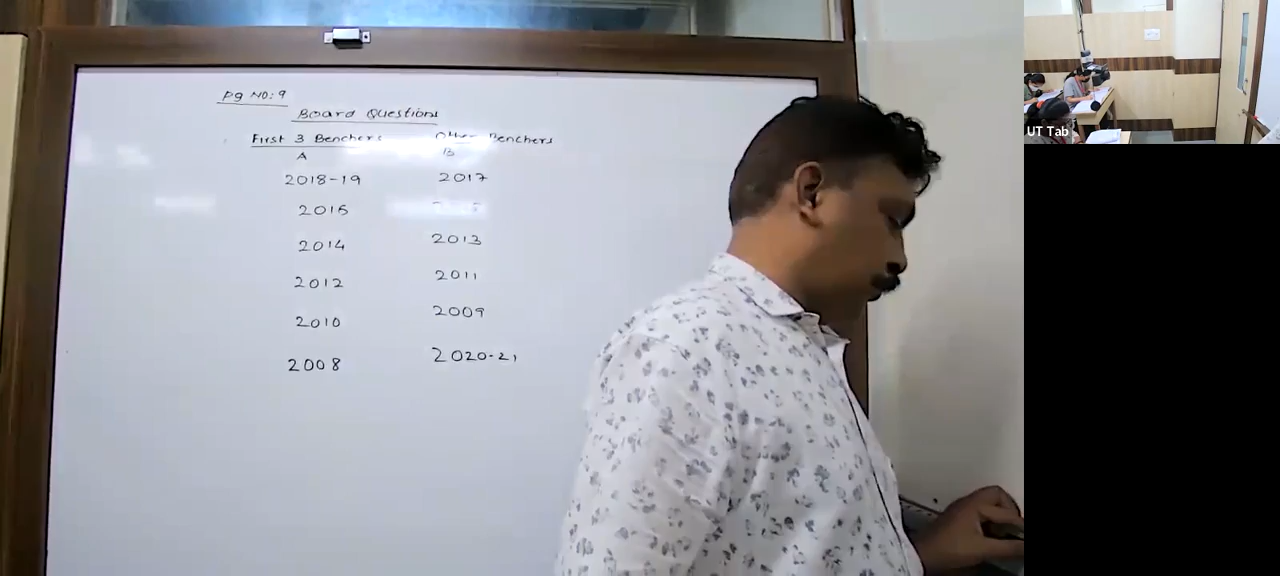 Pg No: 9
Board Questions
First 3 Benchers Other Benchers
A B
2018-19 2017
2016
2014 2013
2012 2011
2010 2009
2008 2020-21
UT Tab